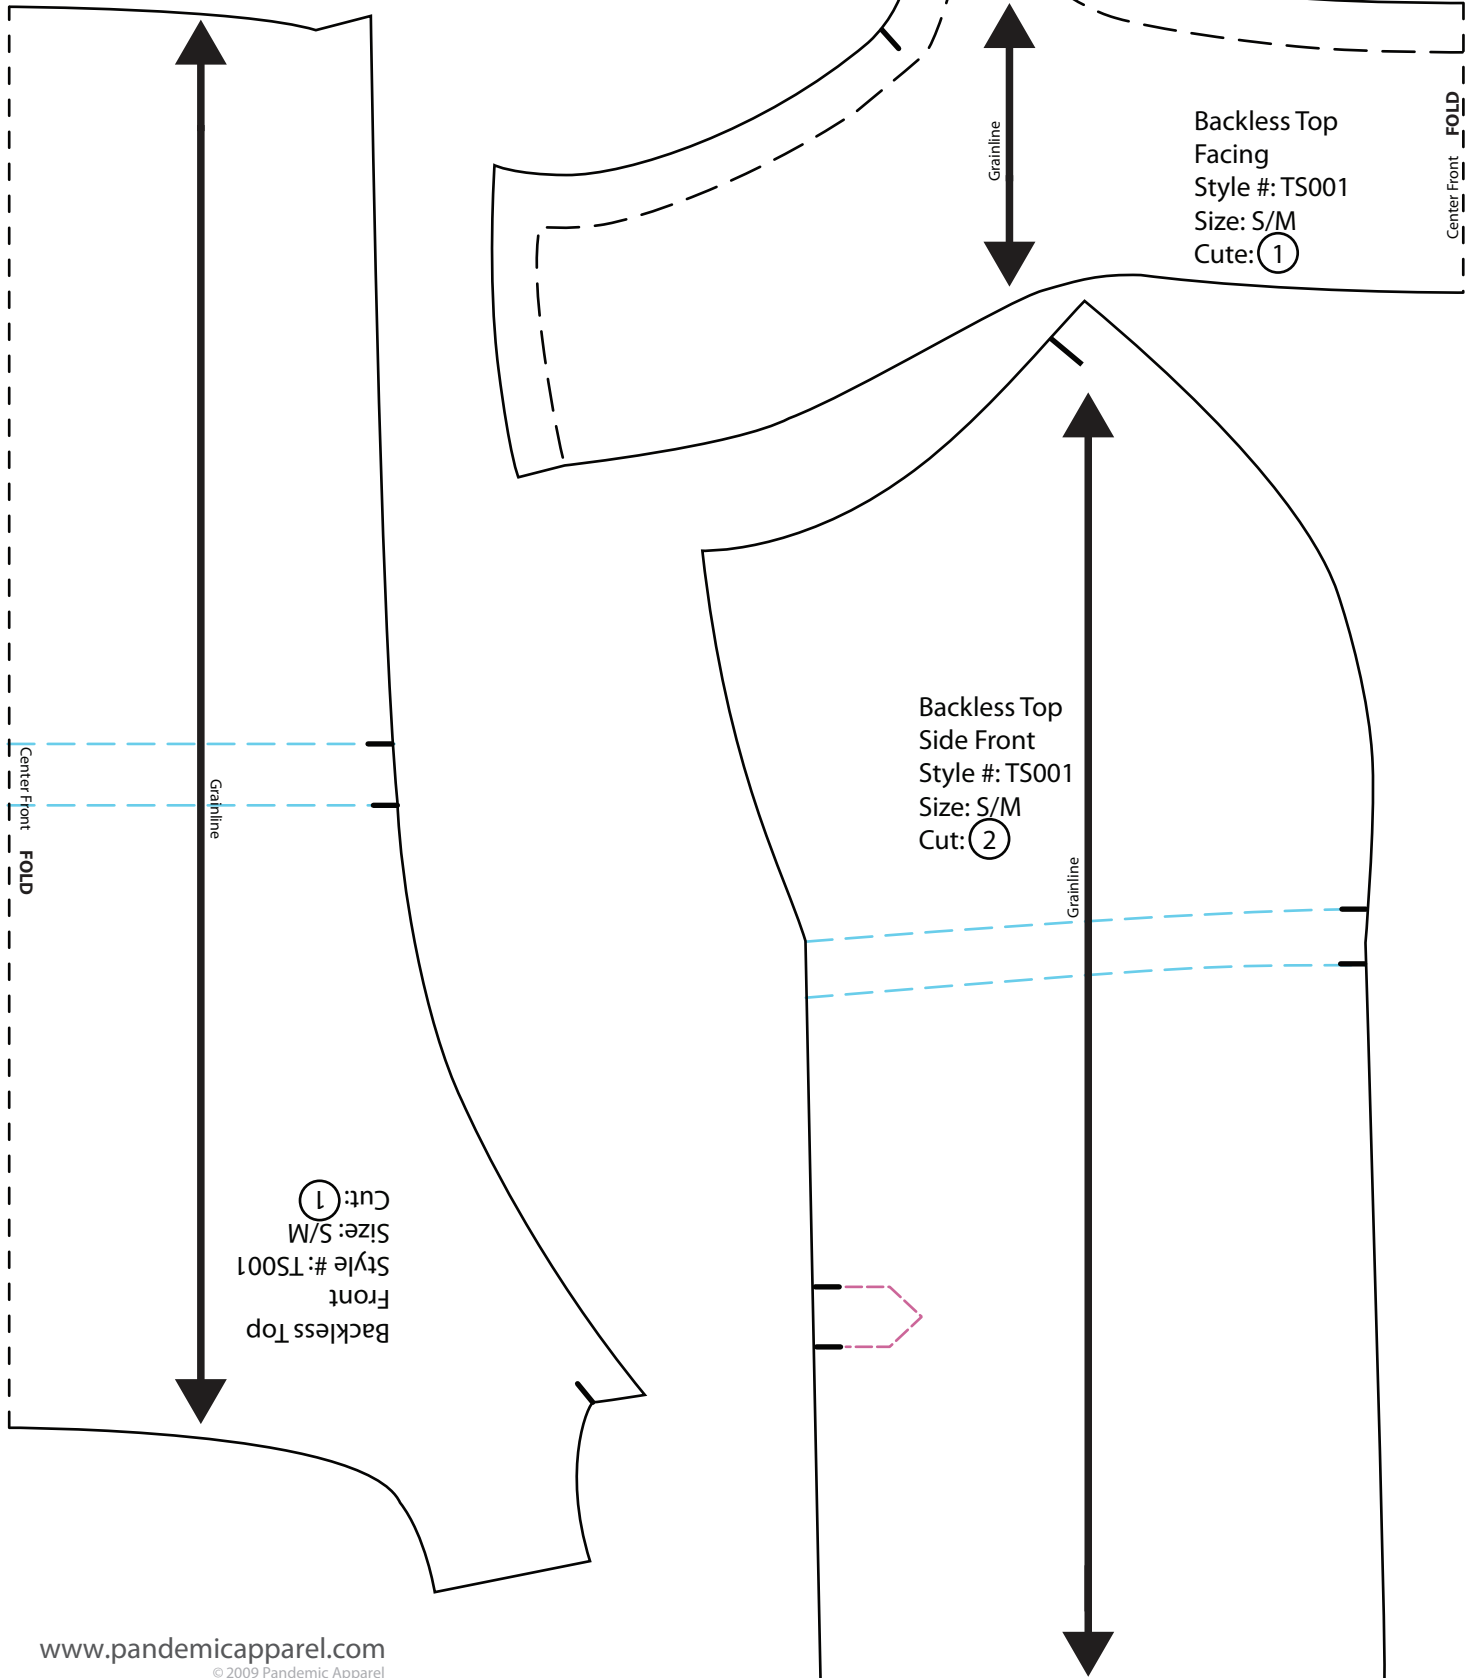 Grainline
Backless Top
Facing
Style #: TS001
Size: S/M
Cute: 1
Center Front FOLD
Backless Top
Side Front
Style #: TS001
Size: S/M
Cut: 2
Grainline
Center Front FOLD
Grainline
Backless Top
Front
Style #: TS001
Size: S/M
Cut: 1
www.pandemicapparel.com
© 2009 Pandemic Apparel